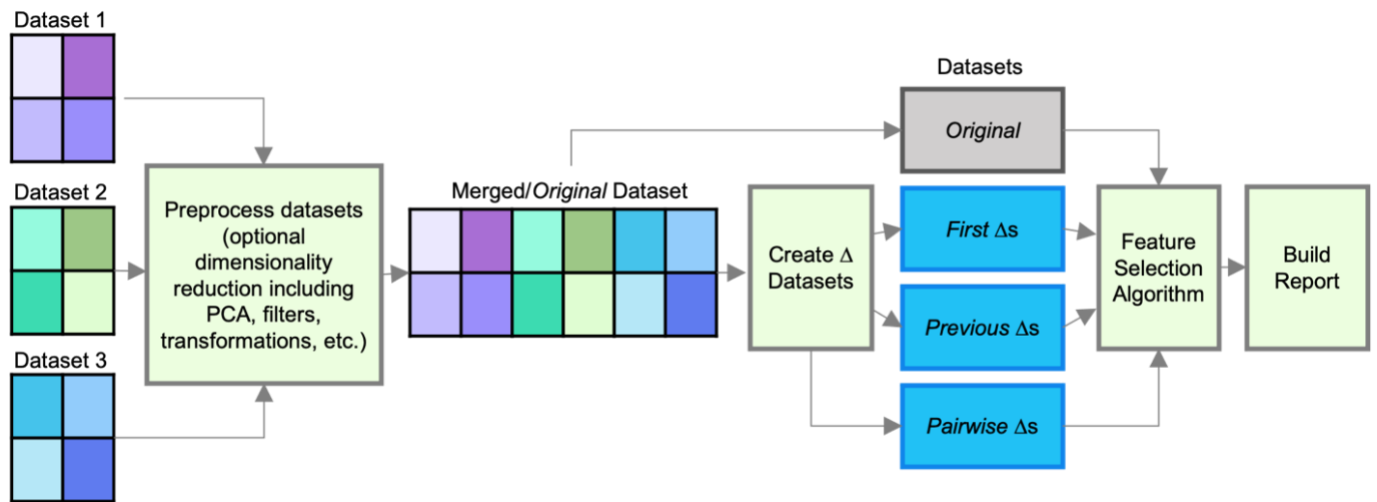 Dataset 1
Dataset 2
Dataset 3
Preprocess datasets
(optional
dimensionality
reduction including
PCA, filters,
transformations, etc.)
Merged/Original Dataset
Create Δ
Datasets
Datasets
Original
First Δs
Previous Δs
Pairwise Δs
Feature
Selection
Algorithm
Build
Report